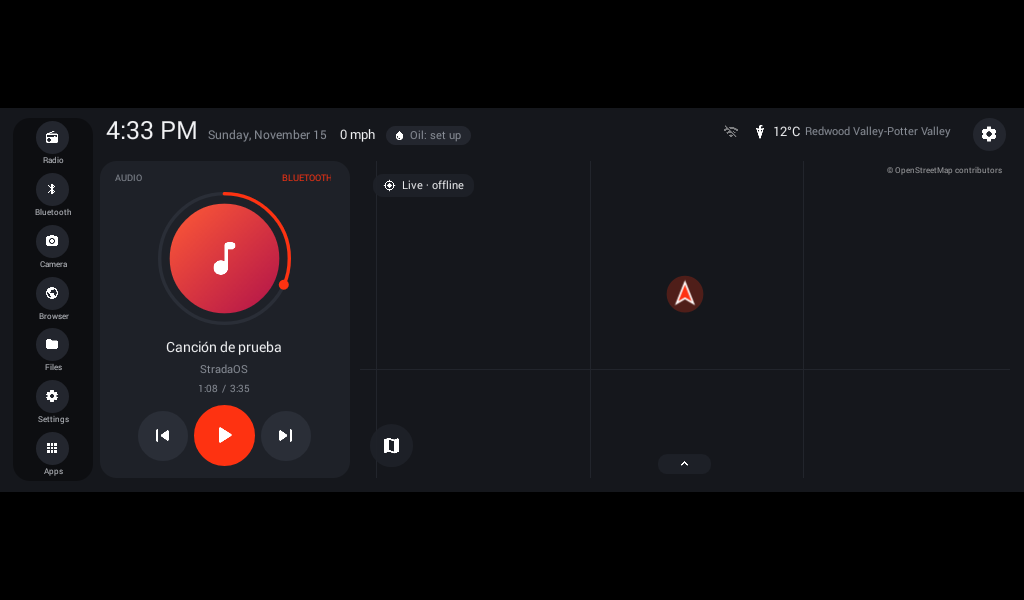 4:33 PM
Sunday, November 15
0 mph
Oil: set up
12°C
Redwood Valley-Potter Valley
Radio
Bluetooth
Camera
Browser
Files
Settings
Apps
AUDIO
BLUETOOTH
Canción de prueba
StradaOS
1:08 / 3:35
Live · offline
© OpenStreetMap contributors